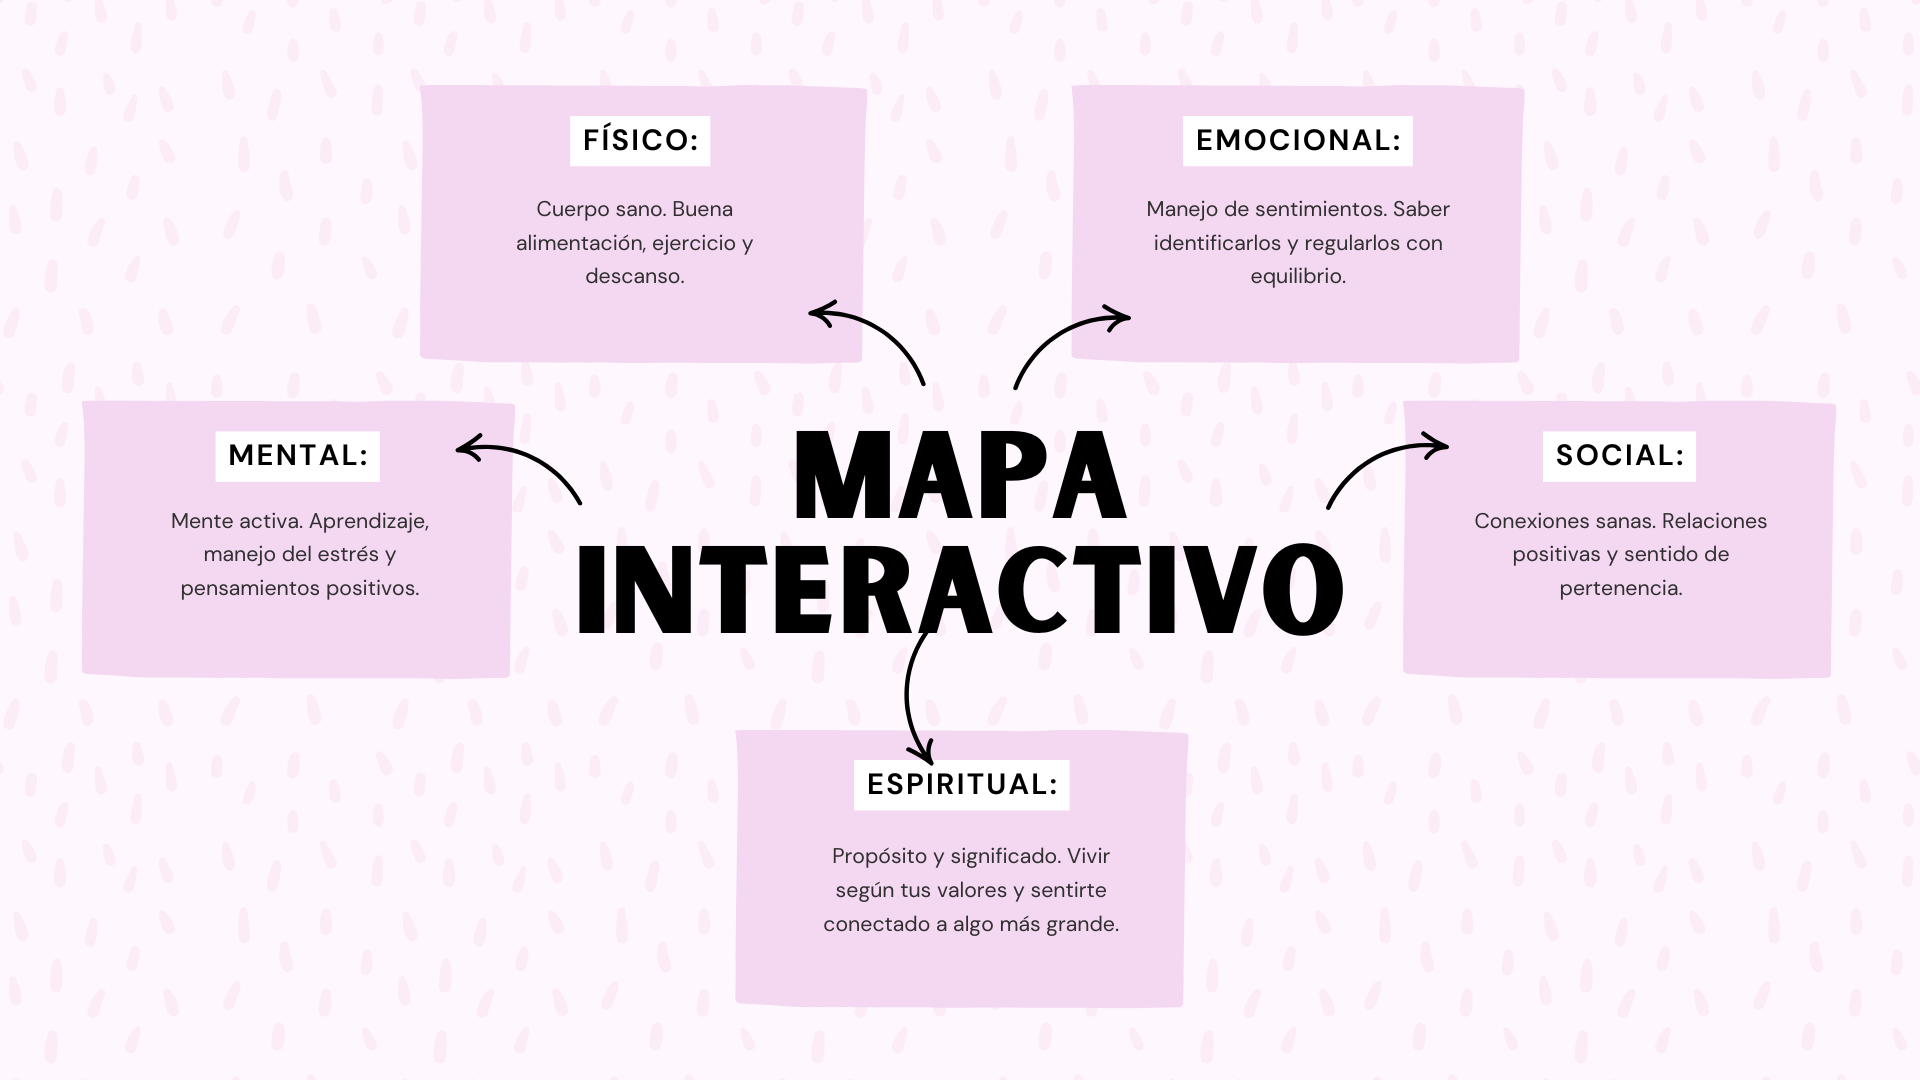 FÍSICO:
Cuerpo sano. Buena
alimentación, ejercicio y
descanso.
EMOCIONAL:
Manejo de sentimientos. Saber
identificarlos y regularlos con
equilibrio.
MENTAL:
Mente activa. Aprendizaje,
manejo del estrés y
pensamientos positivos.
MAPA
INTERACTIVO
SOCIAL:
Conexiones sanas. Relaciones
positivas y sentido de
pertenencia.
ESPIRITUAL:
Propósito y significado. Vivir
según tus valores y sentirte
conectado a algo más grande.